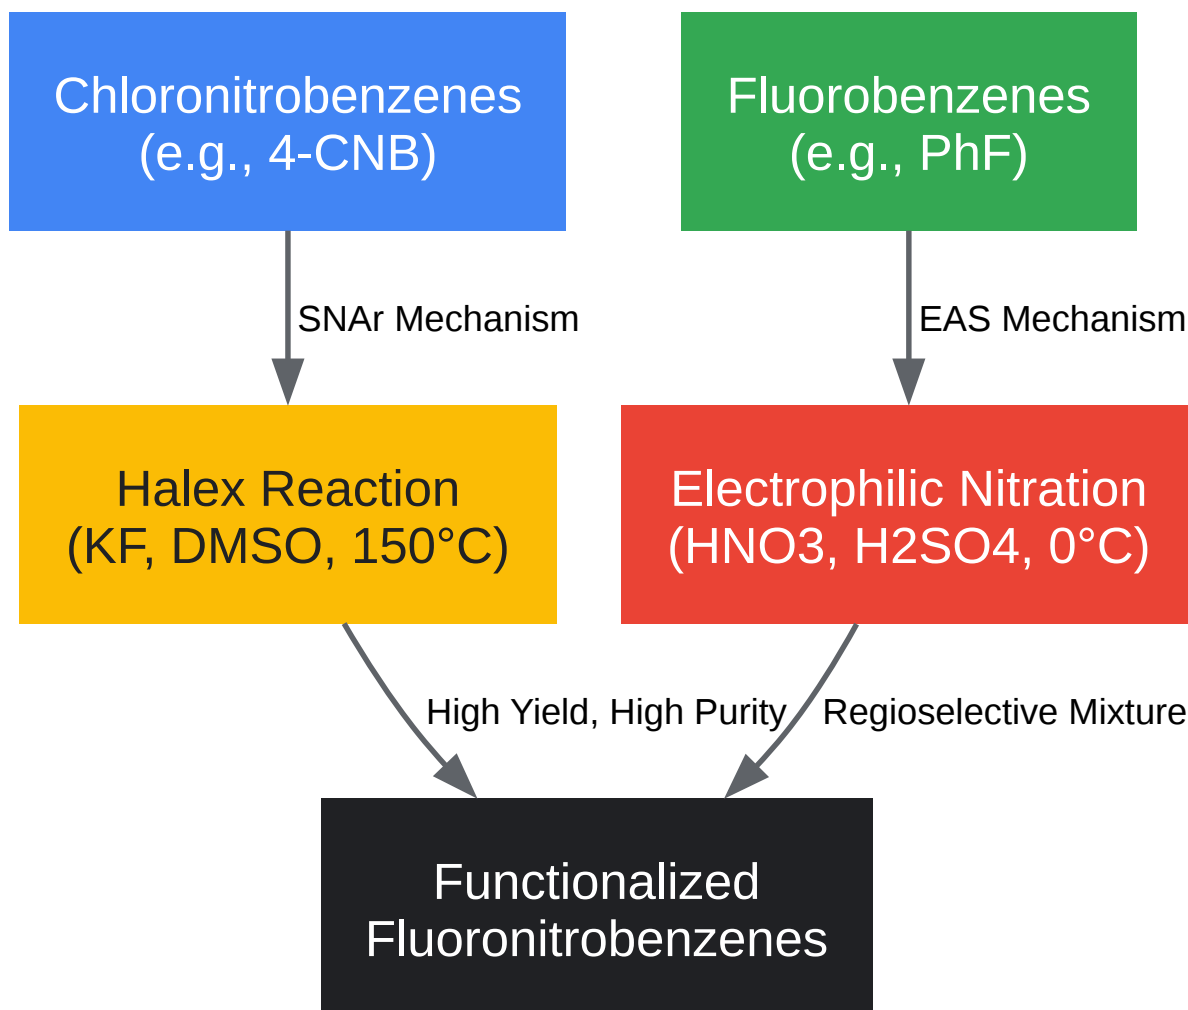 Chloronitrobenzenes
(e.g., 4-CNB)
Fluorobenzenes
(e.g., PhF)
SNAr Mechanism
EAS Mechanism
Halex Reaction
(KF, DMSO, 150°C)
Electrophilic Nitration
(HNO3, H2SO4, 0°C)
High Yield, High Purity
Regioselective Mixture
Functionalized
Fluoronitrobenzenes